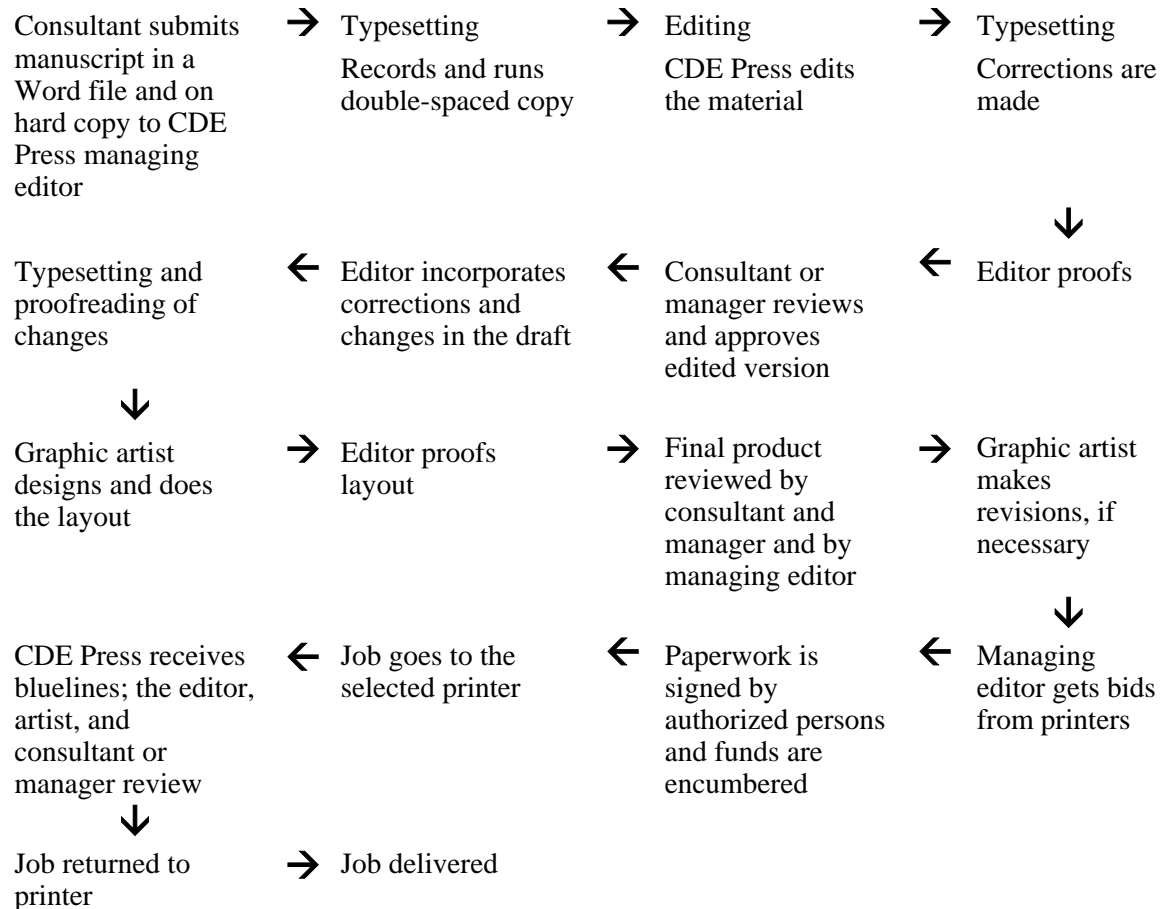 Consultant submits
manuscript in a
Word file and on
hard copy to CDE
Press managing
editor
Typesetting
Records and runs
double-spaced copy
Editing
CDE Press edits
the material
Typesetting
Corrections are
made
Typesetting and
proofreading of
changes
Editor incorporates
corrections and
changes in the draft
Consultant or
manager reviews
and approves
edited version
Editor proofs
Graphic artist
designs and does
the layout
Editor proofs
layout
Final product
reviewed by
consultant and
manager and by
managing editor
Graphic artist
makes
revisions, if
necessary
CDE Press receives
bluelines; the editor,
artist, and
consultant or
manager review
Job goes to the
selected printer
Paperwork is
signed by
authorized persons
and funds are
encumbered
Managing
editor gets bids
from printers
Job returned to
printer
Job delivered